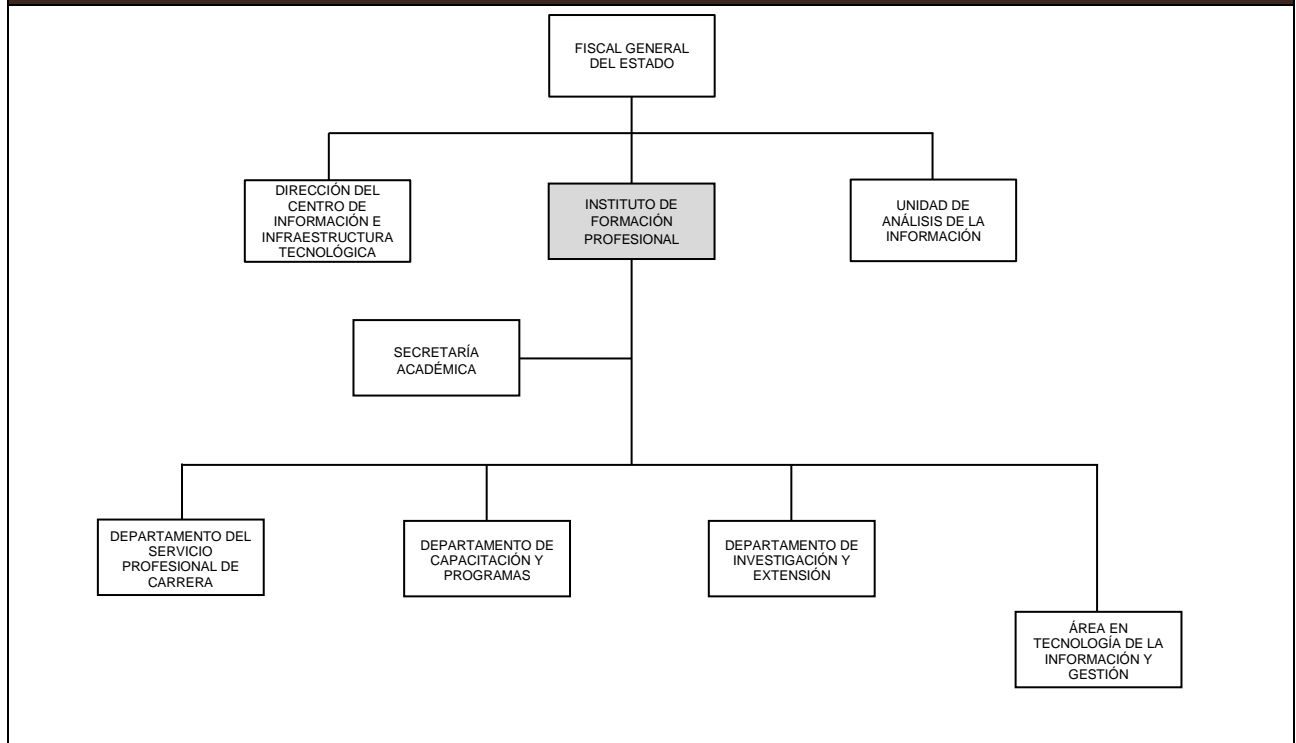 FISCAL GENERAL
DEL ESTADO
DIRECCIÓN DEL
CENTRO DE
INFORMACIÓN E
INFRAESTRUCTURA
TECNOLÓGICA
INSTITUTO DE
FORMACIÓN
PROFESIONAL
UNIDAD DE
ANÁLISIS DE LA
INFORMACIÓN
SECRETARÍA
ACADÉMICA
DEPARTAMENTO DEL
SERVICIO
PROFESIONAL DE
CARRERA
DEPARTAMENTO DE
CAPACITACIÓN Y
PROGRAMAS
DEPARTAMENTO DE
INVESTIGACIÓN Y
EXTENSIÓN
ÁREA EN
TECNOLOGÍA DE LA
INFORMACIÓN Y
GESTIÓN